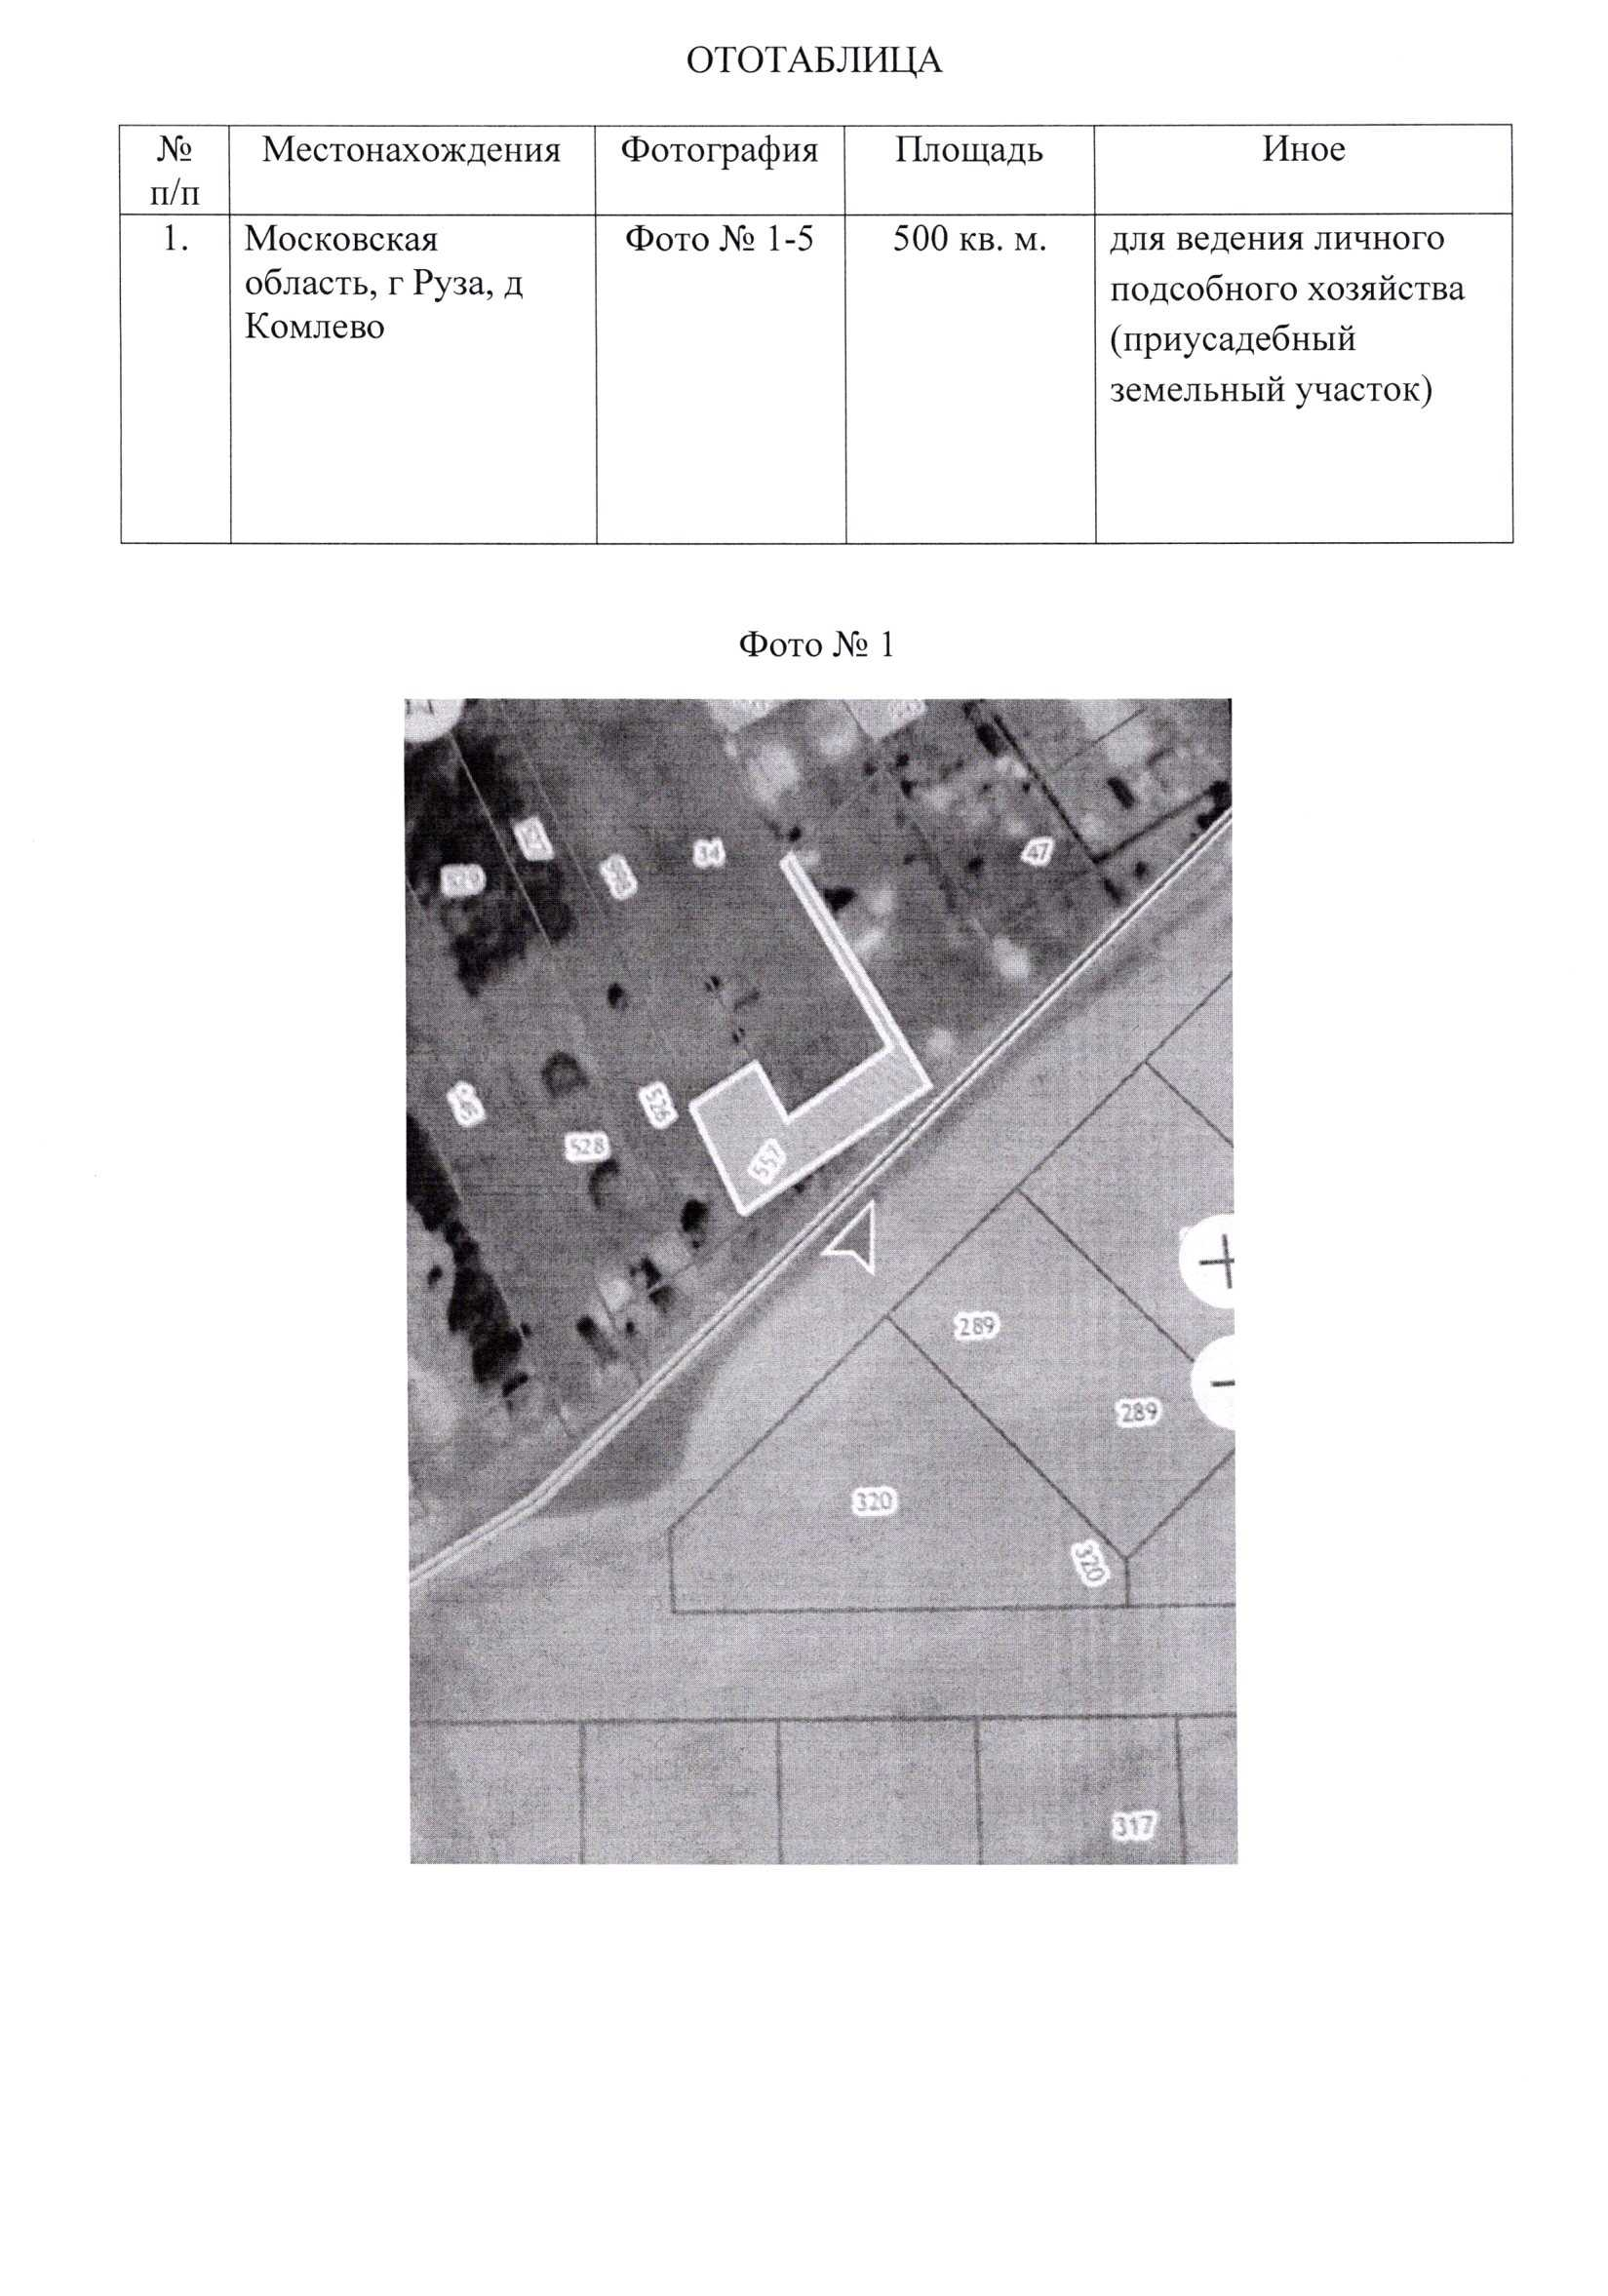 ОТОТАБЛИЦА
№
п/п
Местонахождения
Фотография
Площадь
Иное
1.
Московская
область, г Руза, д
Комлево
Фото № 1-5
500 кв. м.
для ведения личного
подсобного хозяйства
(приусадебный
земельный участок)
Фото № 1
34
47
526
528
557
289
289
320
320
317